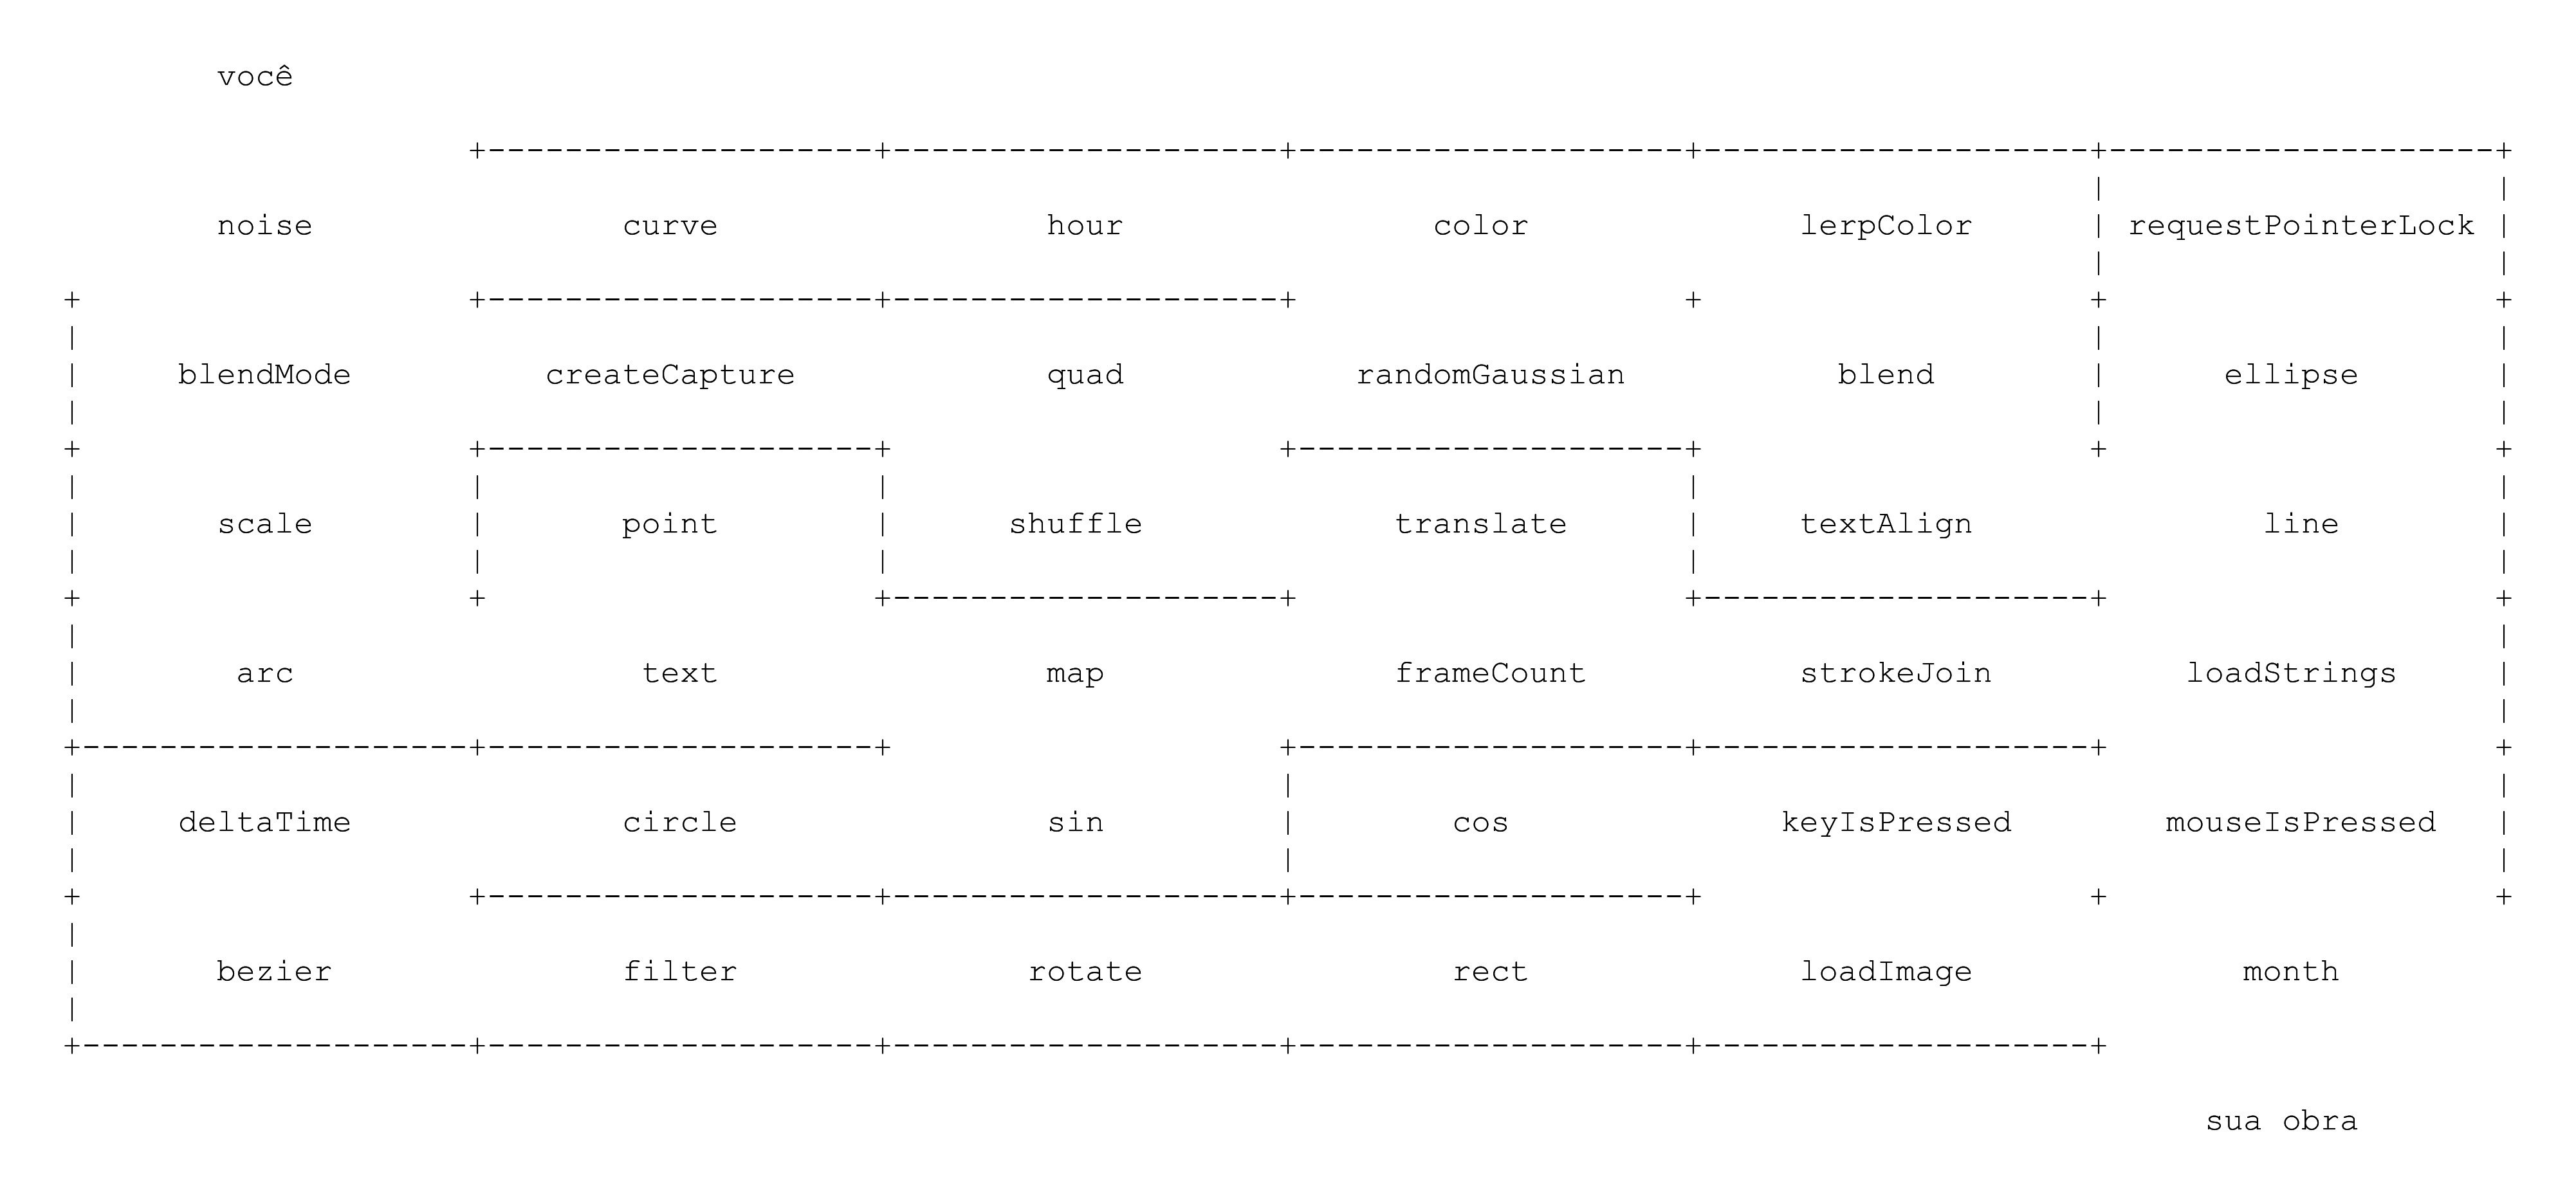 você
noise curve hour color lerpColor requestPointerLock
blendMode createCapture quad randomGaussian blend ellipse
scale point shuffle translate textAlign line
arc text map frameCount strokeJoin loadStrings
deltaTime circle sin cos keyIsPressed mouseIsPressed
bezier filter rotate rect loadImage month
sua obra